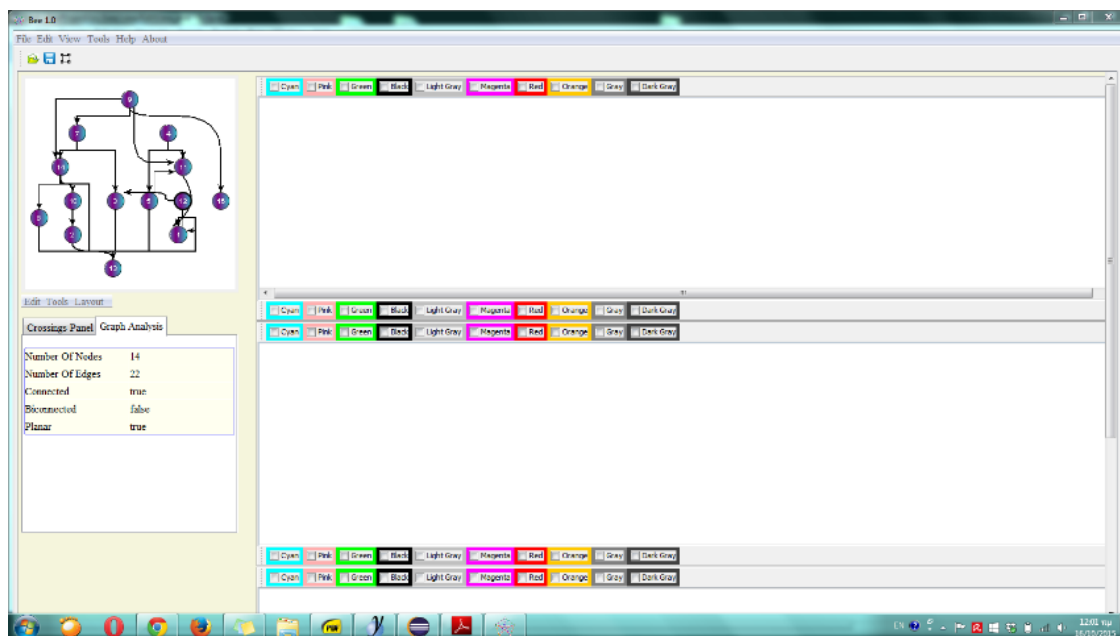 Bee 1.0
File Edit View Tools Help About
Cyan Pink Green Black Light Gray Magenta Red Orange Gray Dark Gray
9
7
4
14
11
10
3
5
12
15
8
2
1
13
Cyan Pink Green Black Light Gray Magenta Red Orange Gray Dark Gray
Cyan Pink Green Black Light Gray Magenta Red Orange Gray Dark Gray
Edit Tools Layout
Crossings Panel Graph Analysis
Number Of Nodes 14
Number Of Edges 22
Connected true
Biconnected false
Planar true
Cyan Pink Green Black Light Gray Magenta Red Orange Gray Dark Gray
Cyan Pink Green Black Light Gray Magenta Red Orange Gray Dark Gray
EN 12:01 πμ